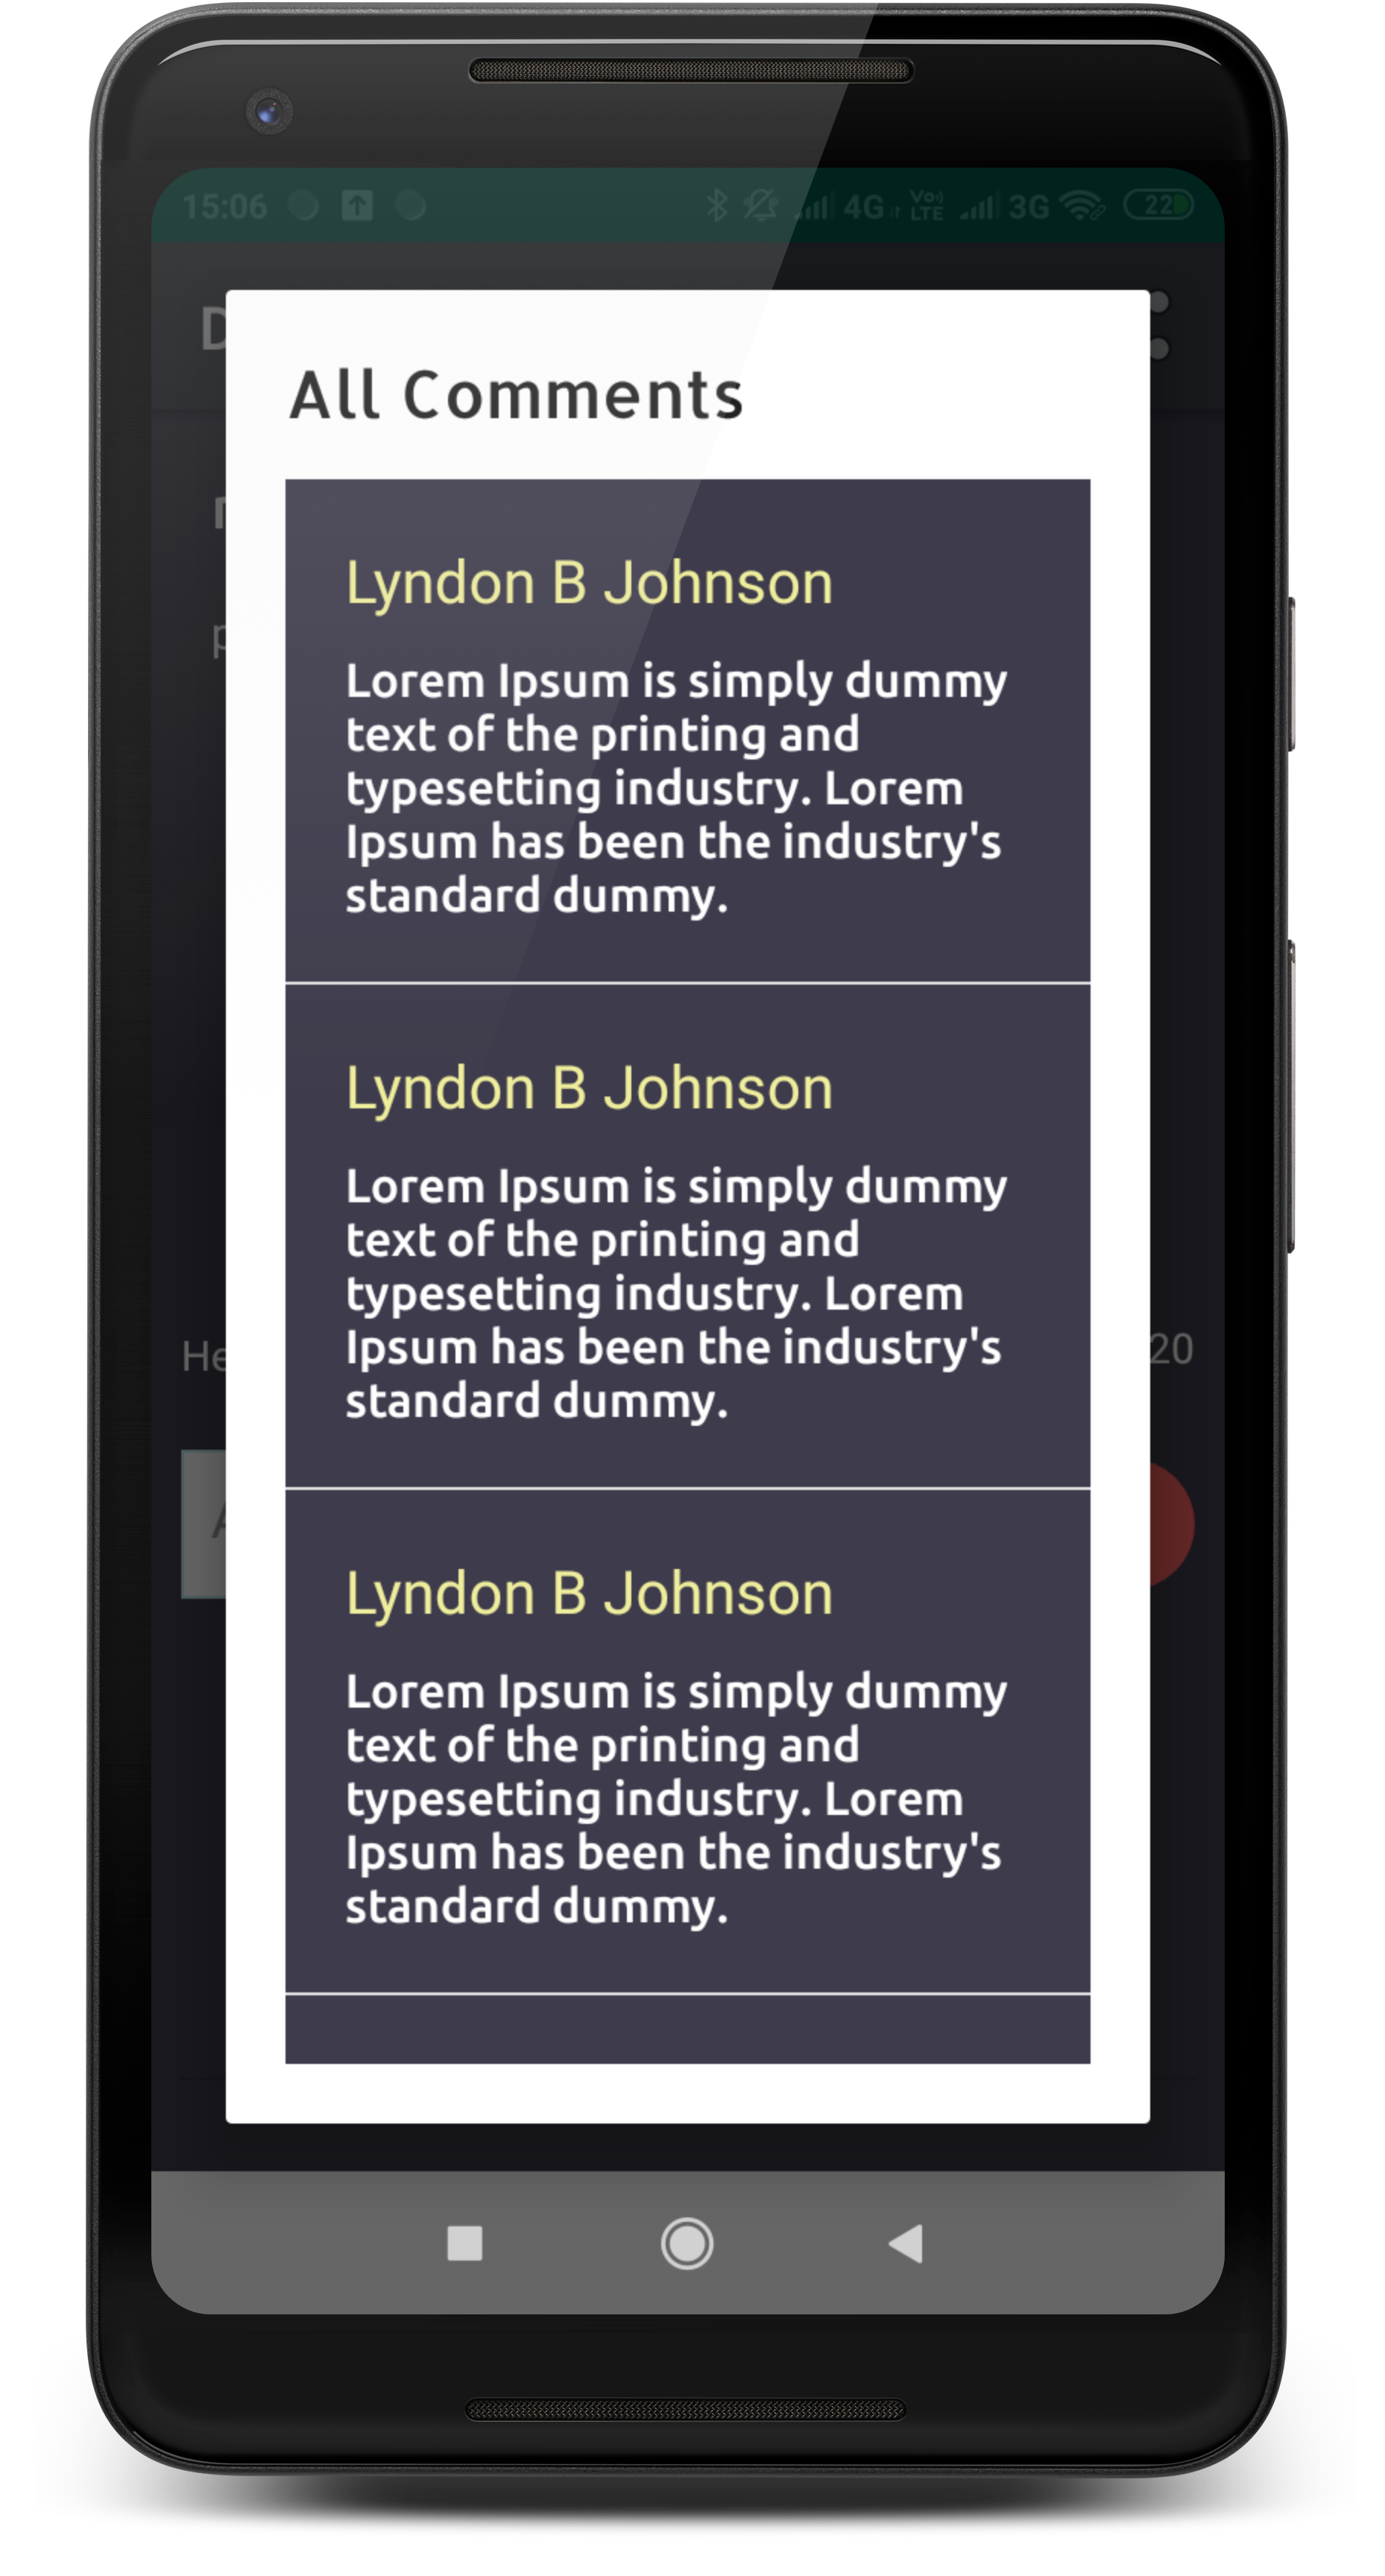 15:06 4G Vo) LTE 3G 22
D
All Comments
Lyndon B Johnson
Lorem Ipsum is simply dummy
text of the printing and
typesetting industry. Lorem
Ipsum has been the industry's
standard dummy.
Lyndon B Johnson
Lorem Ipsum is simply dummy
text of the printing and
typesetting industry. Lorem
Ipsum has been the industry's
standard dummy.
He
20
Lyndon B Johnson
Lorem Ipsum is simply dummy
text of the printing and
typesetting industry. Lorem
Ipsum has been the industry's
standard dummy.